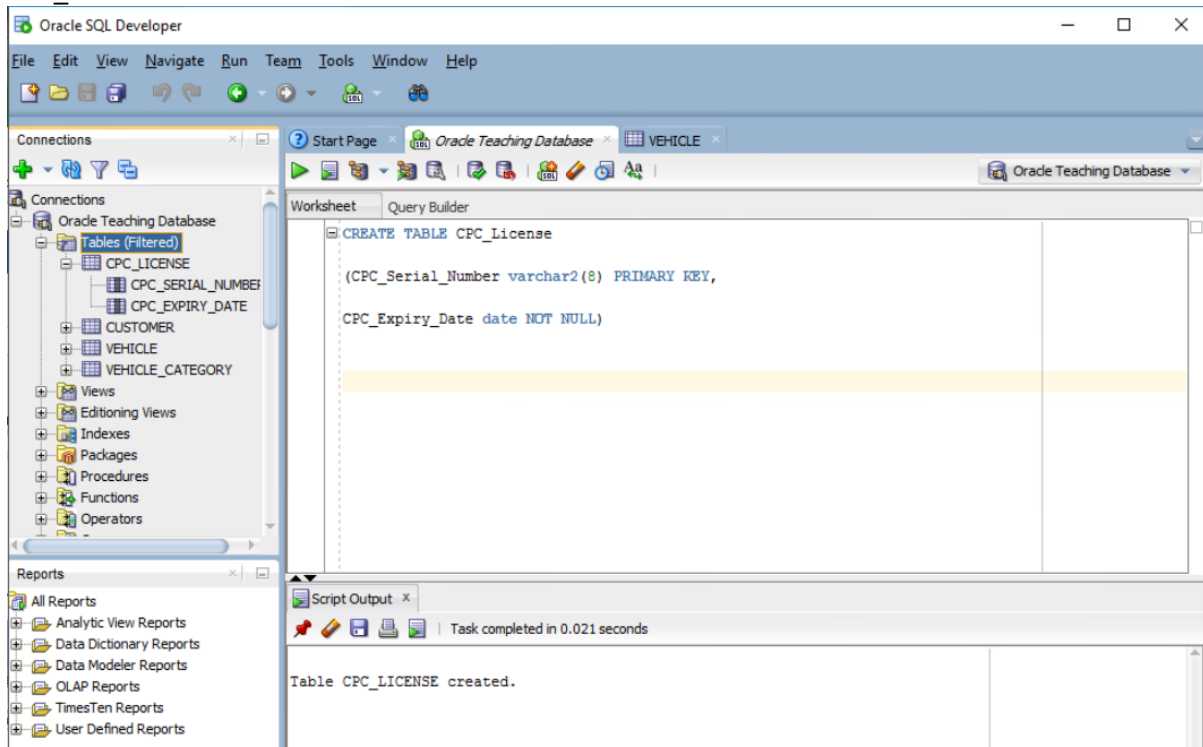 Oracle SQL Developer
File Edit View Navigate Run Team Tools Window Help
Connections
Connections
Oracle Teaching Database
Tables (Filtered)
CPC_LICENSE
CPC_SERIAL_NUMBER
CPC_EXPIRY_DATE
CUSTOMER
VEHICLE
VEHICLE_CATEGORY
Views
Editioning Views
Indexes
Packages
Procedures
Functions
Operators
Reports
All Reports
Analytic View Reports
Data Dictionary Reports
Data Modeler Reports
OLAP Reports
TimesTen Reports
User Defined Reports
Start Page Oracle Teaching Database VEHICLE
Oracle Teaching Database
Worksheet Query Builder
CREATE TABLE CPC_License
(CPC_Serial_Number varchar2(8) PRIMARY KEY,
CPC_Expiry_Date date NOT NULL)
Script Output
Task completed in 0.021 seconds
Table CPC_LICENSE created.